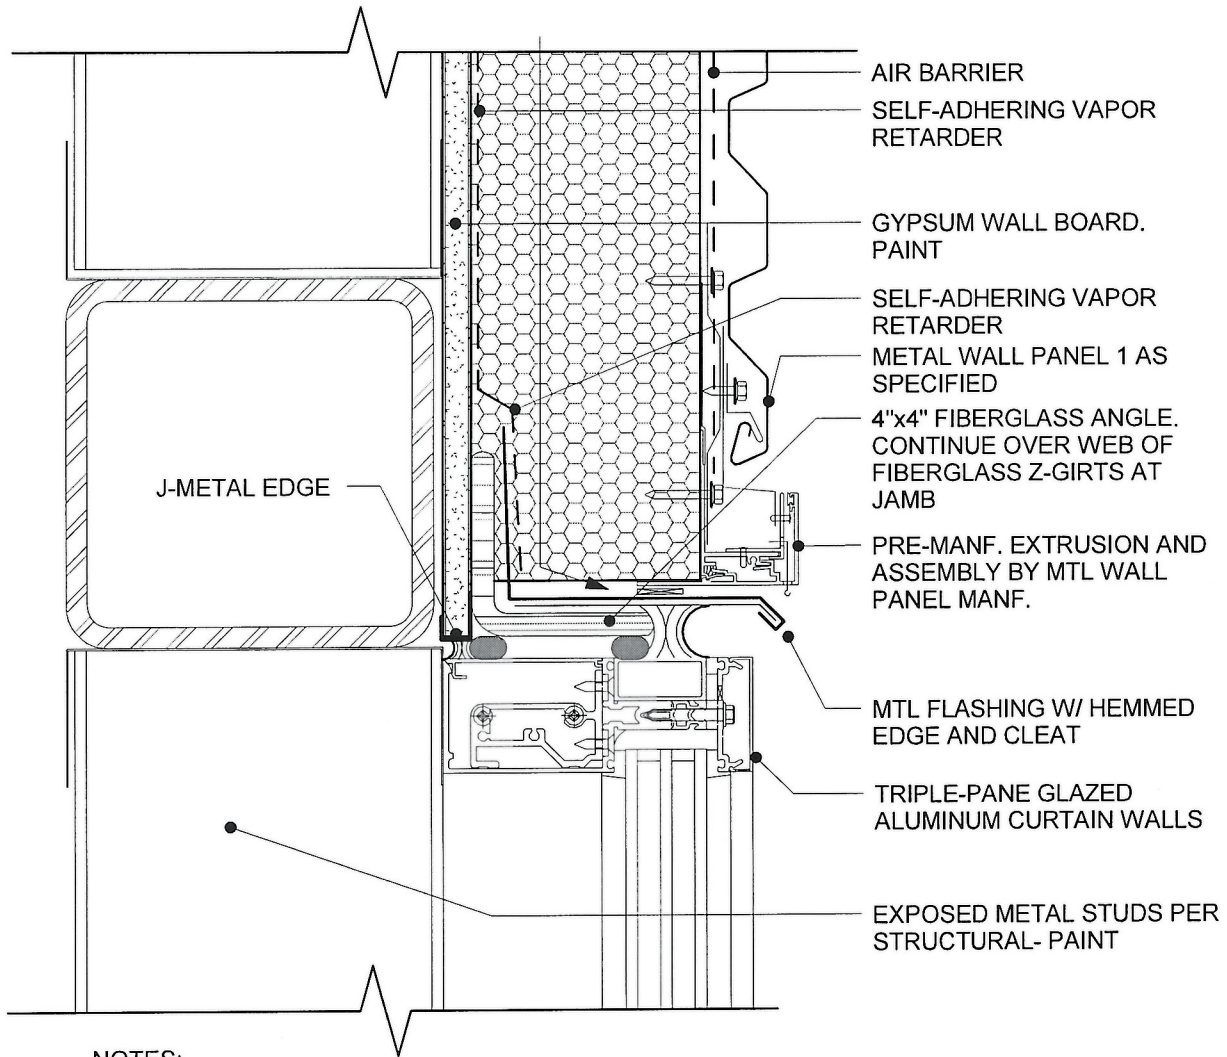 AIR BARRIER
SELF-ADHERING VAPOR
RETARDER
GYPSUM WALL BOARD.
PAINT
SELF-ADHERING VAPOR
RETARDER
METAL WALL PANEL 1 AS
SPECIFIED
4"x4" FIBERGLASS ANGLE.
CONTINUE OVER WEB OF
FIBERGLASS Z-GIRTS AT
JAMB
J-METAL EDGE
PRE-MANF. EXTRUSION AND
ASSEMBLY BY MTL WALL
PANEL MANF.
MTL FLASHING W/ HEMMED
EDGE AND CLEAT
TRIPLE-PANE GLAZED
ALUMINUM CURTAIN WALLS
EXPOSED METAL STUDS PER
STRUCTURAL- PAINT
NOTES: